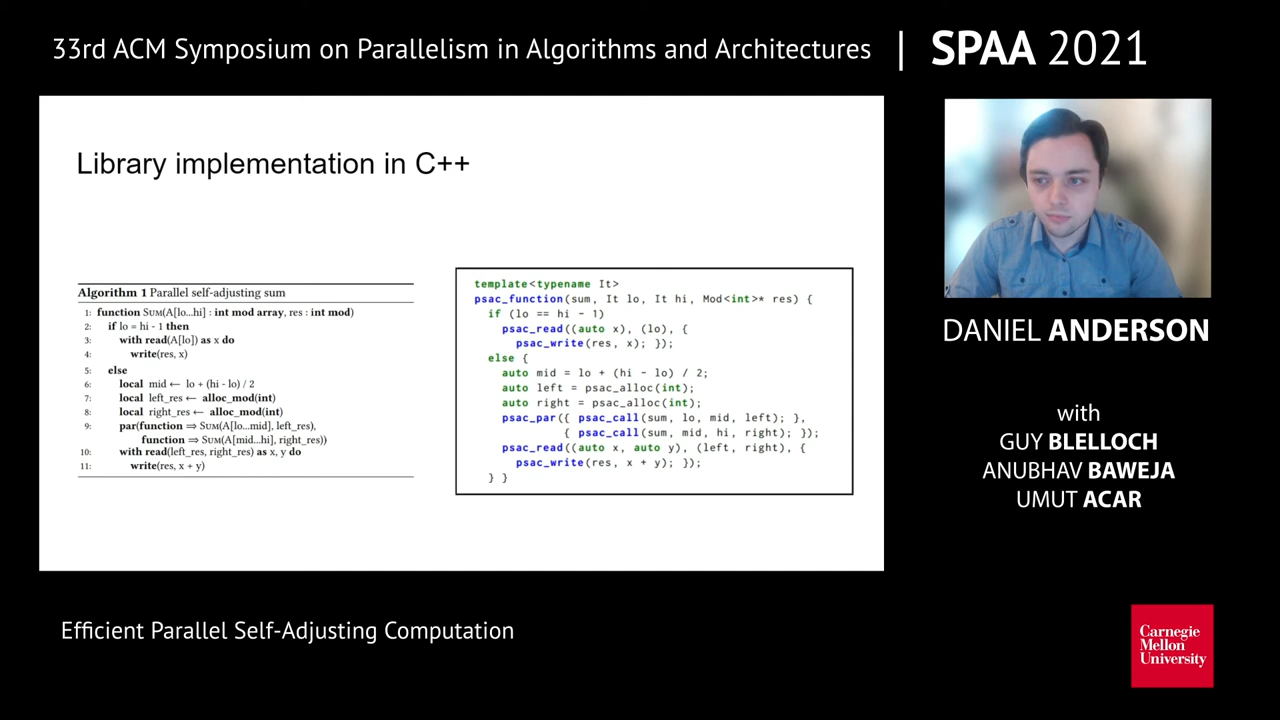 33rd ACM Symposium on Parallelism in Algorithms and Architectures | SPAA 2021
Library implementation in C++
Algorithm 1 Parallel self-adjusting sum
1: function SUM(A[lo...hi] : int mod array, res : int mod)
2: if lo = hi - 1 then
3: with read(A[lo]) as x do
4: write(res, x)
5: else
6: local mid ← lo + (hi - lo) / 2
7: local left_res ← alloc_mod(int)
8: local right_res ← alloc_mod(int)
9: par(function ⇒ SUM(A[lo...mid], left_res),
function ⇒ SUM(A[mid...hi], right_res))
10: with read(left_res, right_res) as x, y do
11: write(res, x + y)
template<typename It>
psac_function(sum, It lo, It hi, Mod<int>* res) {
if (lo == hi - 1)
psac_read((auto x), (lo), {
psac_write(res, x); });
else {
auto mid = lo + (hi - lo) / 2;
auto left = psac_alloc(int);
auto right = psac_alloc(int);
psac_par({ psac_call(sum, lo, mid, left); },
{ psac_call(sum, mid, hi, right); });
psac_read((auto x, auto y), (left, right), {
psac_write(res, x + y); });
} }
DANIEL ANDERSON
with
GUY BLELLOCH
ANUBHAV BAWEJA
UMUT ACAR
Efficient Parallel Self-Adjusting Computation
Carnegie
Mellon
University